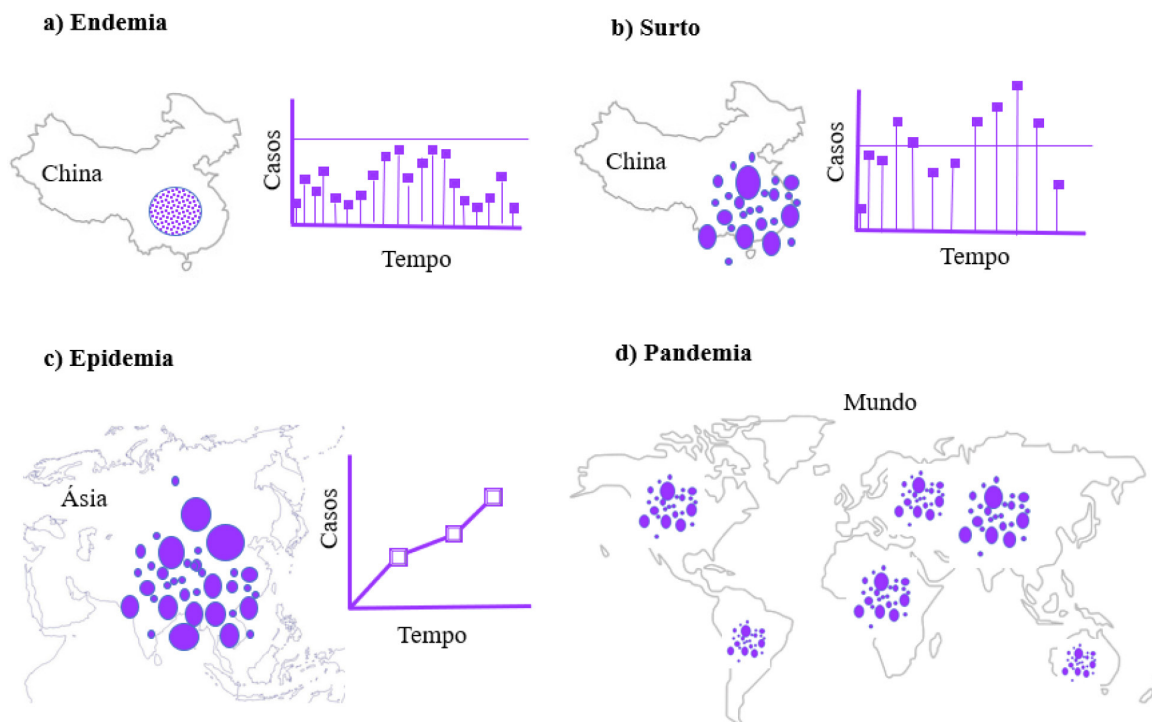 a) Endemia
b) Surto
China
Casos
Tempo
China
Casos
Tempo
c) Epidemia
d) Pandemia
Ásia
Casos
Tempo
Mundo